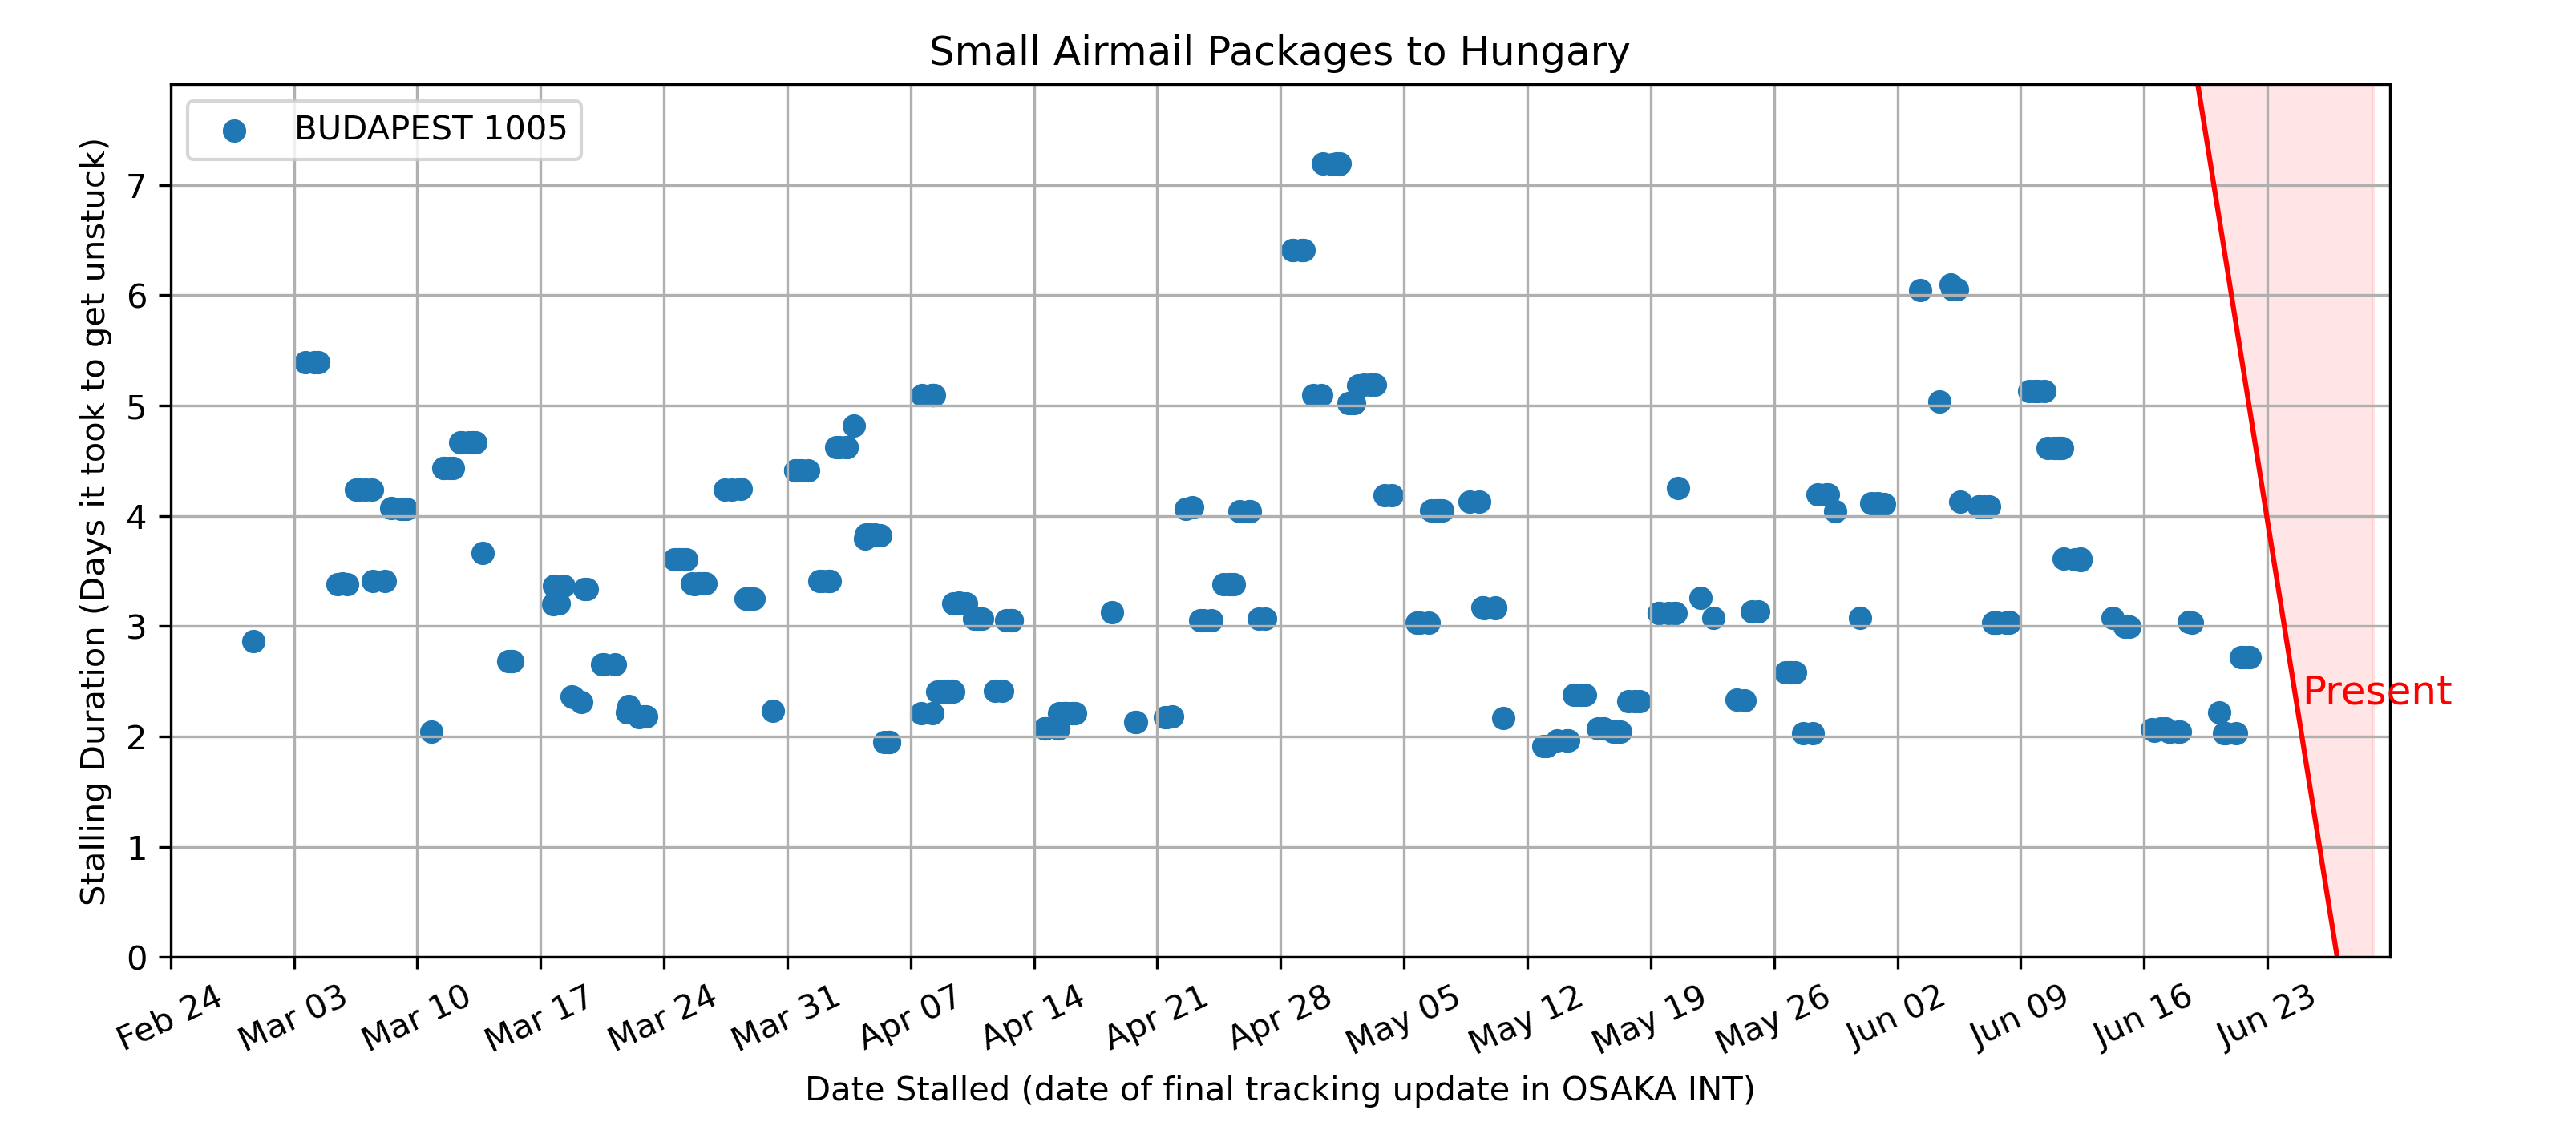 Small Airmail Packages to Hungary
BUDAPEST 1005
Stalling Duration (Days it took to get unstuck)
7
6
5
4
3
2
1
0
Present
Feb 24
Mar 03
Mar 10
Mar 17
Mar 24
Mar 31
Apr 07
Apr 14
Apr 21
Apr 28
May 05
May 12
May 19
May 26
Jun 02
Jun 09
Jun 16
Jun 23
Date Stalled (date of final tracking update in OSAKA INT)